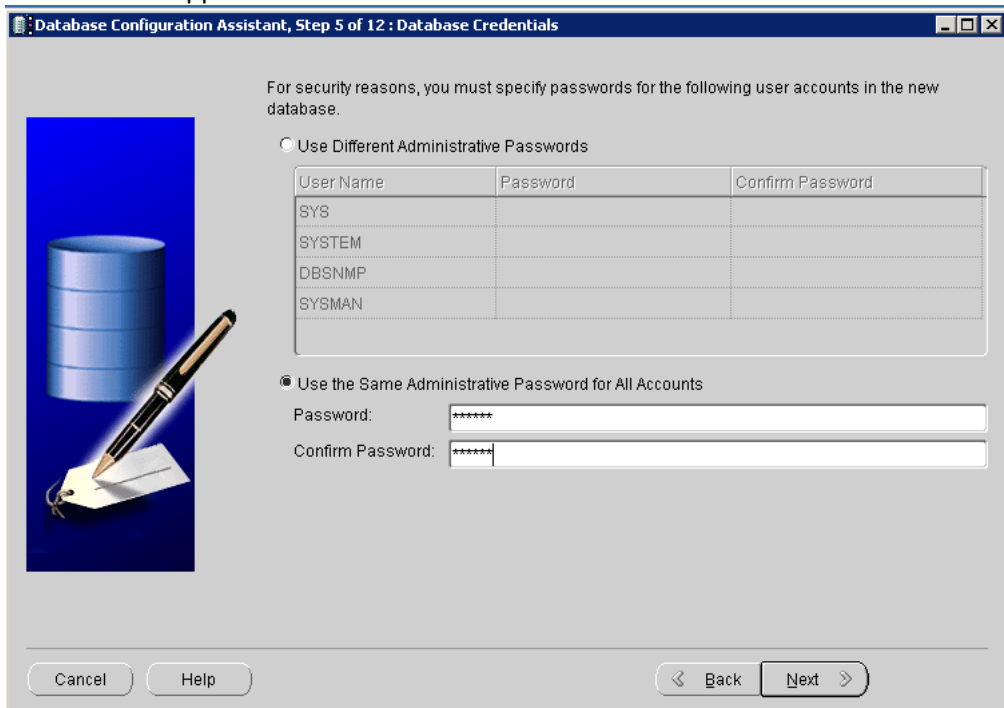 Database Configuration Assistant, Step 5 of 12 : Database Credentials
For security reasons, you must specify passwords for the following user accounts in the new
database.
Use Different Administrative Passwords
User Name Password Confirm Password
SYS
SYSTEM
DBSNMP
SYSMAN
Use the Same Administrative Password for All Accounts
Password: ******
Confirm Password: ******
Cancel Help Back Next